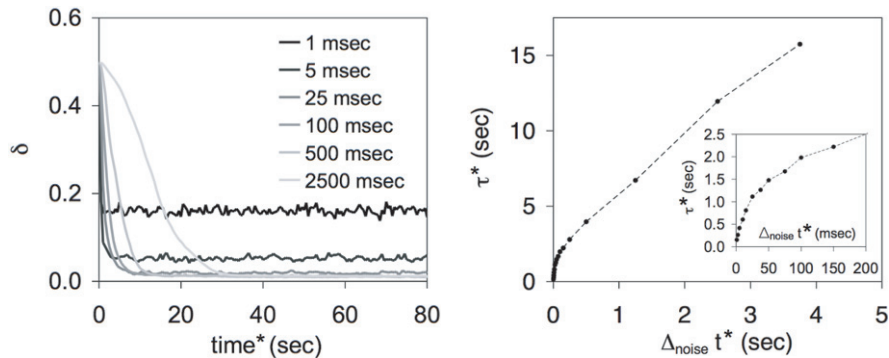 0.6
0.4
0.2
0.0
δ
0
20
40
60
80
time* (sec)
1 msec
5 msec
25 msec
100 msec
500 msec
2500 msec
15
10
5
0
τ* (sec)
0
1
2
3
4
5
Δnoise t* (sec)
2.5
2.0
1.5
1.0
0.5
0.0
τ* (sec)
Δnoise t* (msec)
0
50
100
150
200